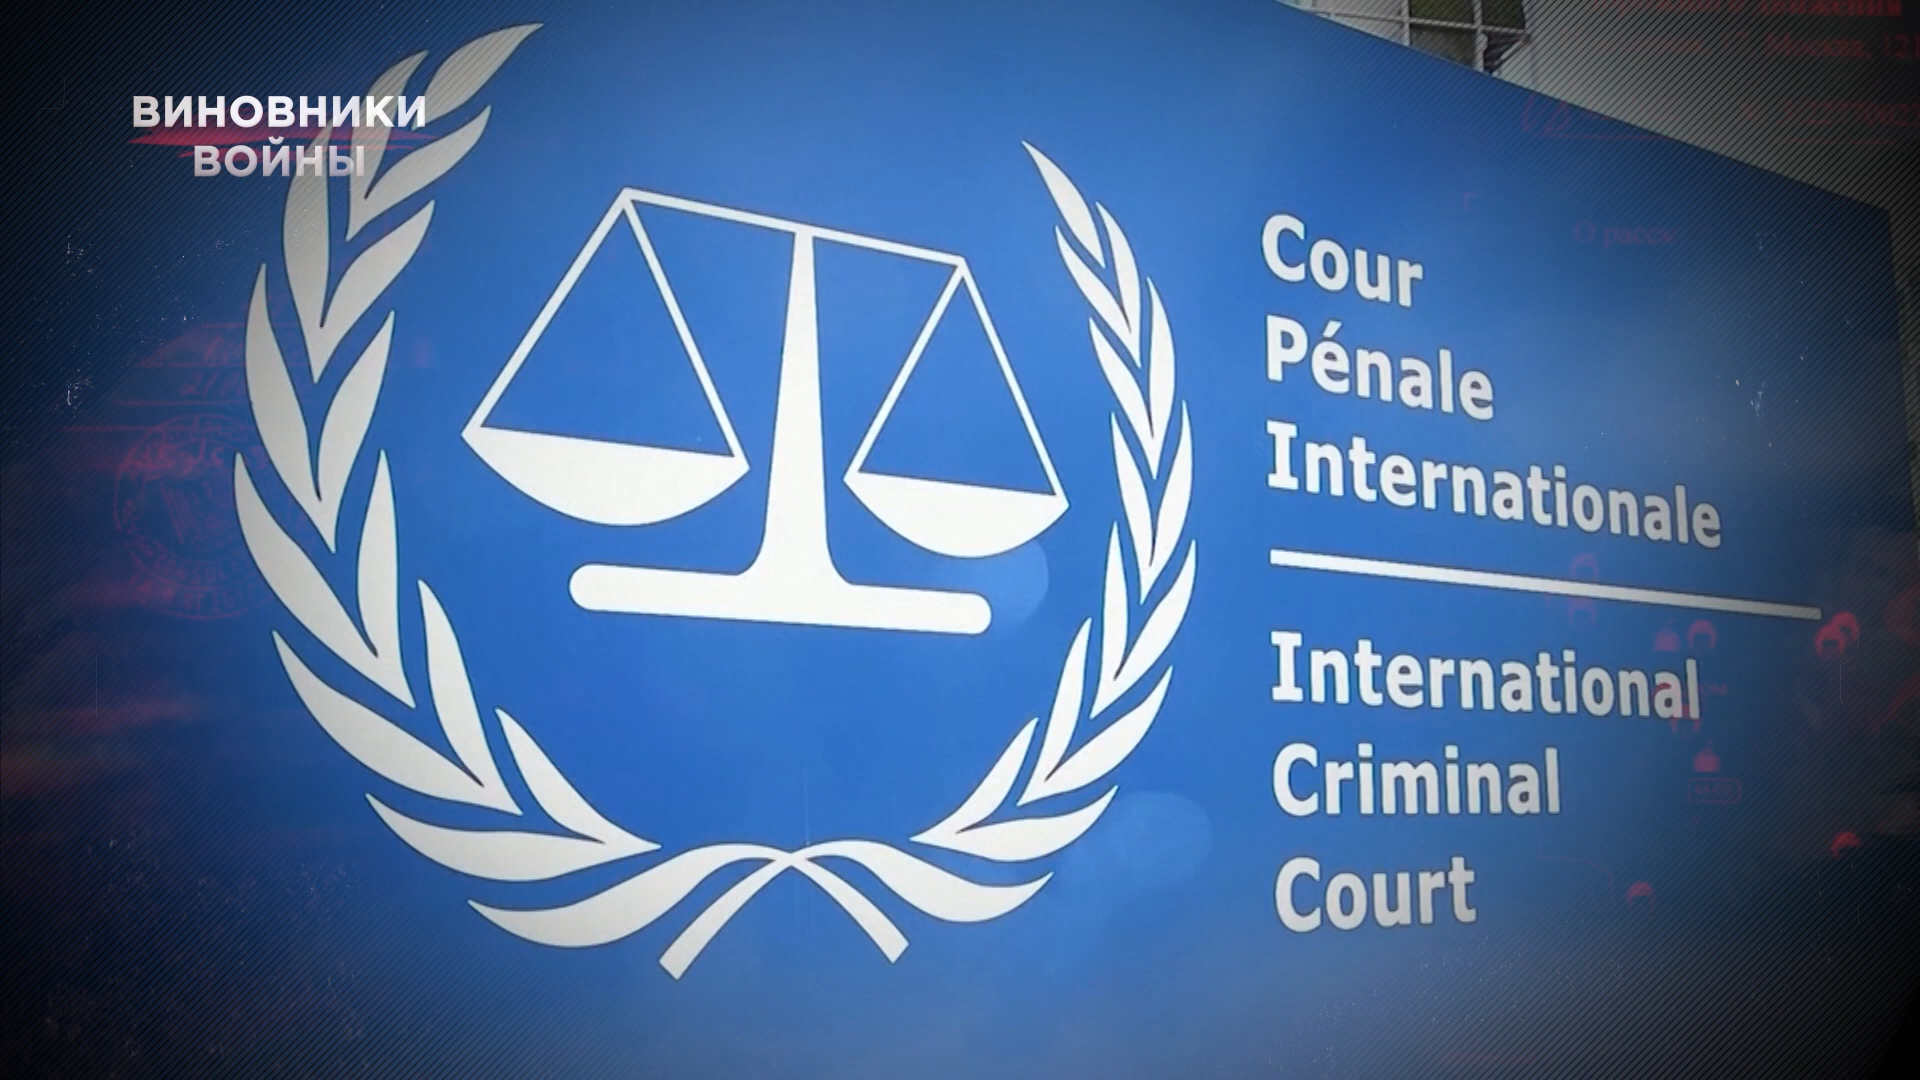 ВИНОВНИКИ
ВОЙНЫ
Cour
Pénale
Internationale
International
Criminal
Court